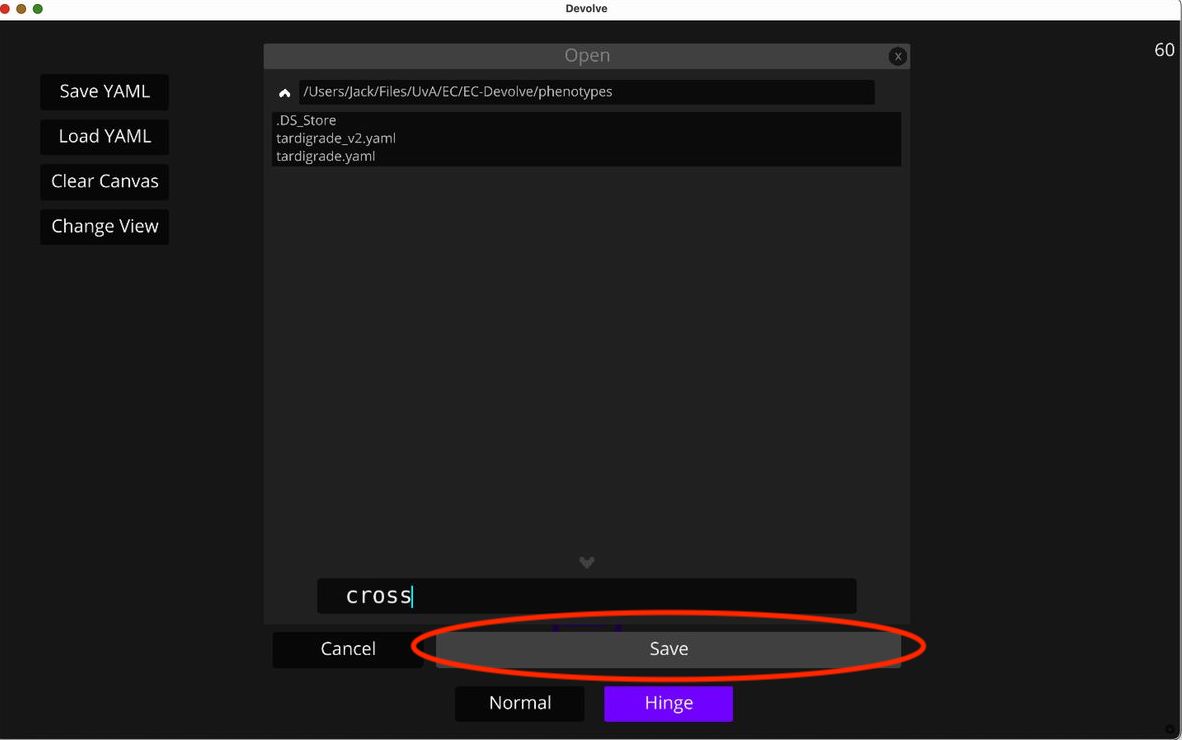 Devolve
60
Open
x
Save YAML
Load YAML
Clear Canvas
Change View
/Users/Jack/Files/UvA/EC/EC-Devolve/phenotypes
.DS_Store
tardigrade_v2.yaml
tardigrade.yaml
cross
Cancel
Save
Normal
Hinge